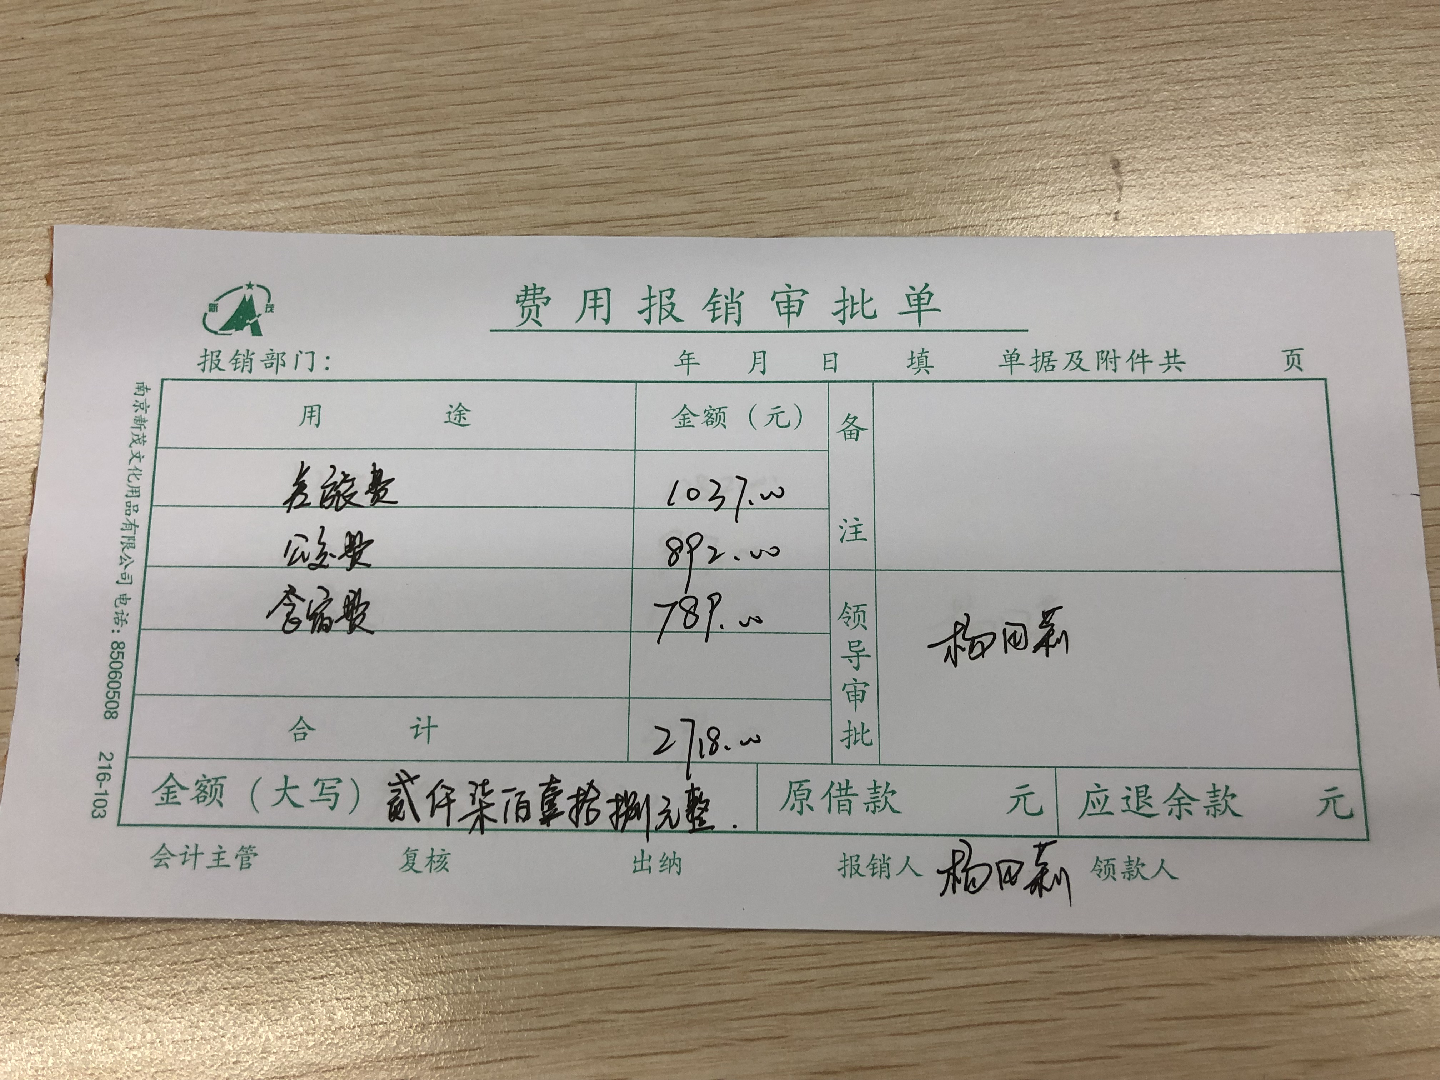 新 茂
费用报销审批单
报销部门： 年 月 日 填 单据及附件共 页
用 途 金额（元） 备注
差旅费 1037.00
公交费 892.00
食宿费 789.00
领导审批 杨田莉
合 计 2718.00
金额（大写） 贰仟柒佰壹拾捌元整. 原借款 元 应退余款 元
会计主管 复核 出纳 报销人 杨田莉 领款人
南京新茂文化用品有限公司 电话：85060508 216-103